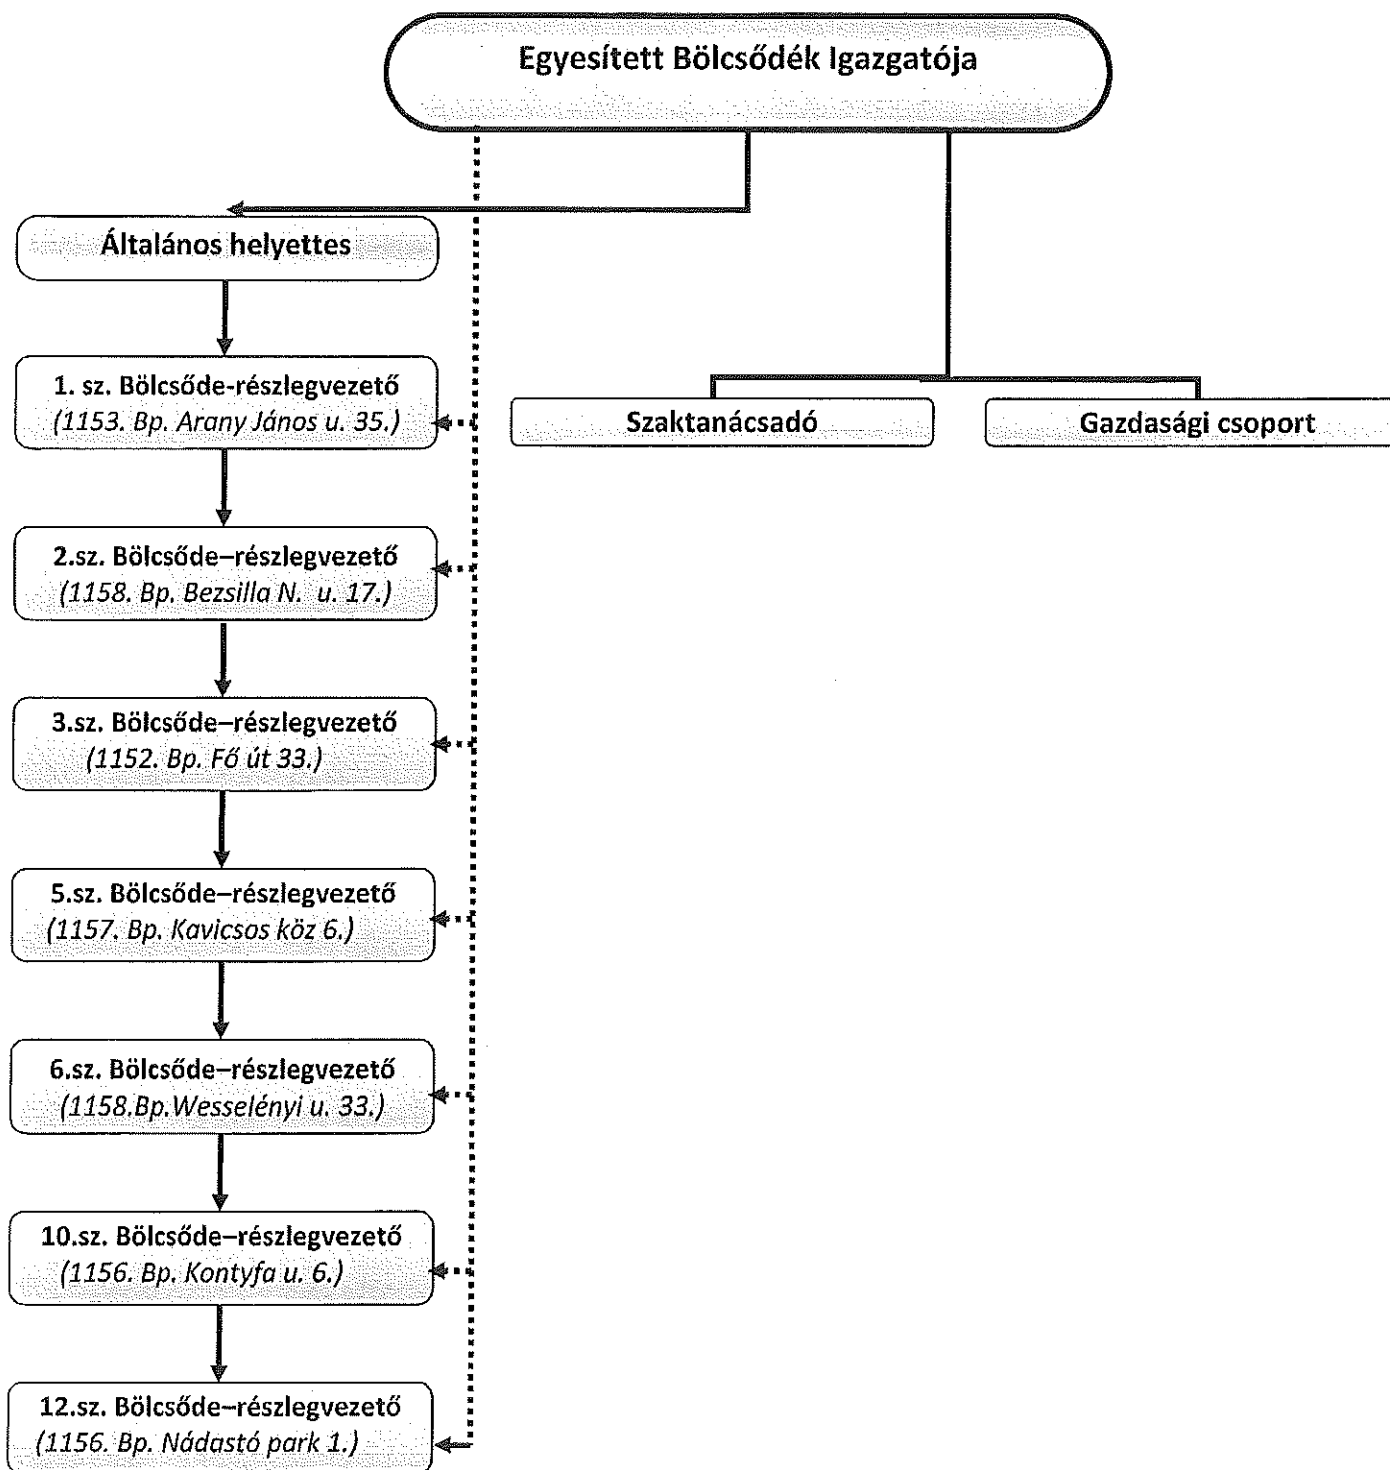 Egyesített Bölcsődék Igazgatója
Általános helyettes
1. sz. Bölcsőde-részlegvezető
(1153. Bp. Arany János u. 35.)
Szaktanácsadó
Gazdasági csoport
2.sz. Bölcsőde–részlegvezető
(1158. Bp. Bezsilla N. u. 17.)
3.sz. Bölcsőde–részlegvezető
(1152. Bp. Fő út 33.)
5.sz. Bölcsőde–részlegvezető
(1157. Bp. Kavicsos köz 6.)
6.sz. Bölcsőde–részlegvezető
(1158.Bp.Wesselényi u. 33.)
10.sz. Bölcsőde–részlegvezető
(1156. Bp. Kontyfa u. 6.)
12.sz. Bölcsőde–részlegvezető
(1156. Bp. Nádastó park 1.)